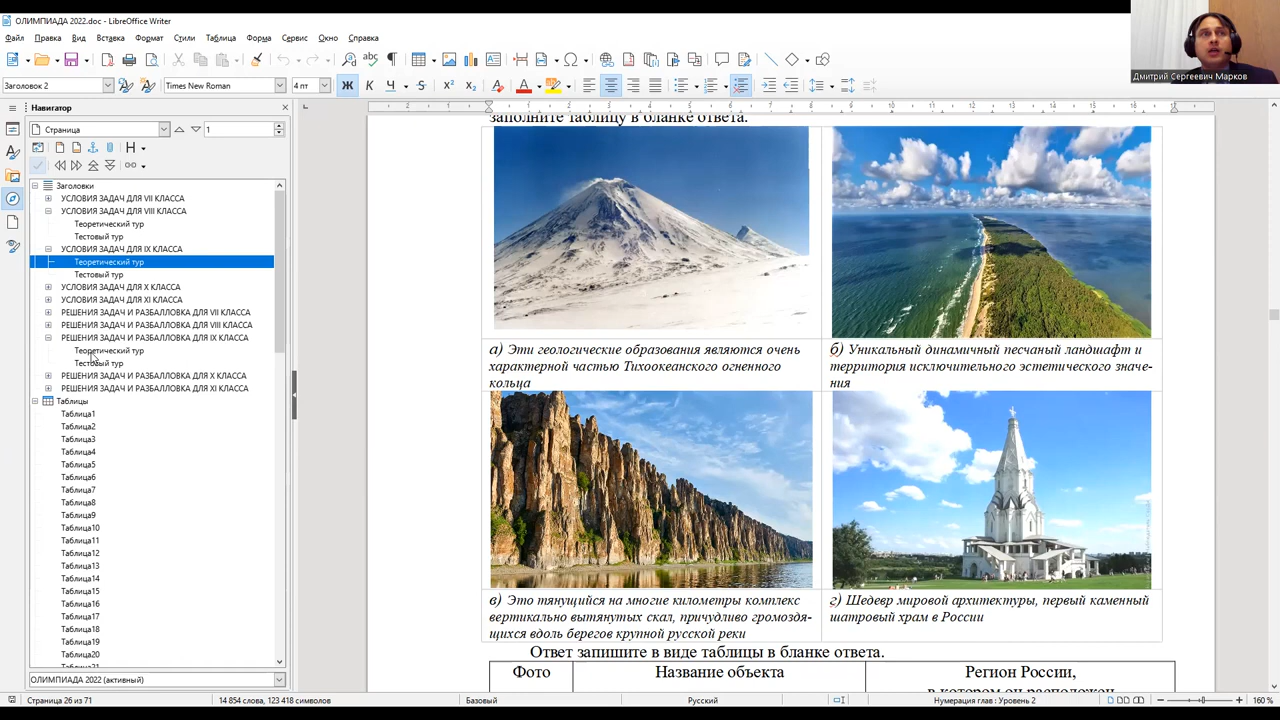 ОЛИМПИАДА 2022.doc - LibreOffice Writer
Файл Правка Вид Вставка Формат Стили Таблица Форма Сервис Окно Справка
Дмитрий Сергеевич Марков
Заголовок 2
Times New Roman
4 пт
Ж К Ч S
Навигатор
Страница
1
Заголовки
УСЛОВИЯ ЗАДАЧ ДЛЯ VII КЛАССА
УСЛОВИЯ ЗАДАЧ ДЛЯ VIII КЛАССА
Теоретический тур
Тестовый тур
УСЛОВИЯ ЗАДАЧ ДЛЯ IX КЛАССА
Теоретический тур
Тестовый тур
УСЛОВИЯ ЗАДАЧ ДЛЯ X КЛАССА
УСЛОВИЯ ЗАДАЧ ДЛЯ XI КЛАССА
РЕШЕНИЯ ЗАДАЧ И РАЗБАЛЛОВКА ДЛЯ VII КЛАССА
РЕШЕНИЯ ЗАДАЧ И РАЗБАЛЛОВКА ДЛЯ VIII КЛАССА
РЕШЕНИЯ ЗАДАЧ И РАЗБАЛЛОВКА ДЛЯ IX КЛАССА
Теоретический тур
Тестовый тур
РЕШЕНИЯ ЗАДАЧ И РАЗБАЛЛОВКА ДЛЯ X КЛАССА
РЕШЕНИЯ ЗАДАЧ И РАЗБАЛЛОВКА ДЛЯ XI КЛАССА
Таблицы
Таблица1
Таблица2
Таблица3
Таблица4
Таблица5
Таблица6
Таблица7
Таблица8
Таблица9
Таблица10
Таблица11
Таблица12
Таблица13
Таблица14
Таблица15
Таблица16
Таблица17
Таблица18
Таблица19
Таблица20
Таблица21
ОЛИМПИАДА 2022 (активный)
заполните таблицу в бланке ответа.
а) Эти геологические образования являются очень
характерной частью Тихоокеанского огненного
кольца
б) Уникальный динамичный песчаный ландшафт и
территория исключительного эстетического значе-
ния
в) Это тянущийся на многие километры комплекс
вертикально вытянутых скал, причудливо громоздя-
щихся вдоль берегов крупной русской реки
г) Шедевр мировой архитектуры, первый каменный
шатровый храм в России
Ответ запишите в виде таблицы в бланке ответа.
Фото
Название объекта
Регион России,
в котором он расположен
Страница 26 из 71
14 854 слова, 123 418 символов
Базовый
Русский
Нумерация глав : Уровень 2
160 %